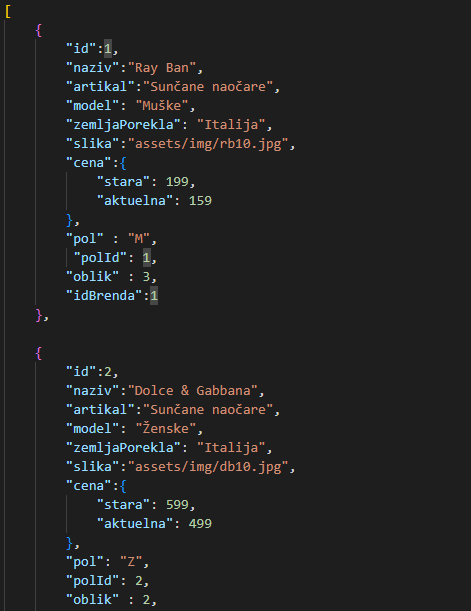 [
{
"id":1,
"naziv":"Ray Ban",
"artikal":"Sunčane naočare",
"model": "Muške",
"zemljaPorekla": "Italija",
"slika":"assets/img/rb10.jpg",
"cena":{
"stara": 199,
"aktuelna": 159
},
"pol" : "M",
"polId": 1,
"oblik" : 3,
"idBrenda":1
},
{
"id":2,
"naziv":"Dolce & Gabbana",
"artikal":"Sunčane naočare",
"model": "Ženske",
"zemljaPorekla": "Italija",
"slika":"assets/img/db10.jpg",
"cena":{
"stara": 599,
"aktuelna": 499
},
"pol": "Z",
"polId": 2,
"oblik" : 2,